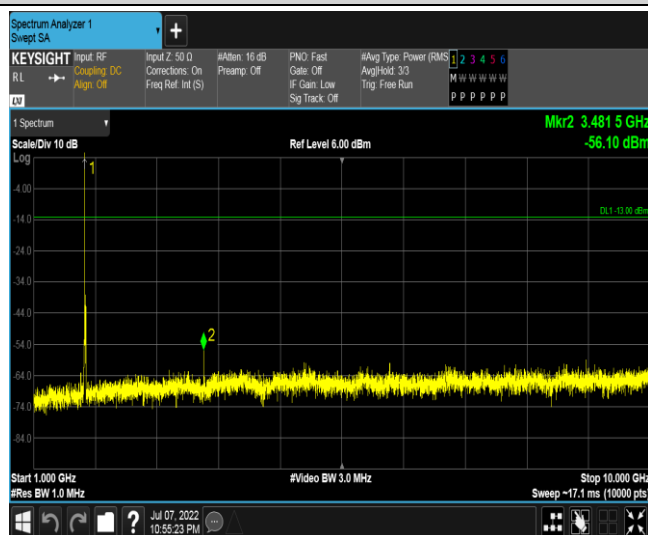 Spectrum Analyzer 1
Swept SA
KEYSIGHT
RL
LXI
Input: RF
Coupling: DC
Align: Off
Input Z: 50 Ω
Corrections: On
Freq Ref: Int (S)
#Atten: 16 dB
Preamp: Off
PNO: Fast
Gate: Off
IF Gain: Low
Sig Track: Off
#Avg Type: Power (RMS
Avg|Hold: 3/3
Trig: Free Run
1 2 3 4 5 6
M W W W W W
P P P P P P
1 Spectrum
Mkr2 3.481 5 GHz
-56.10 dBm
Scale/Div 10 dB
Ref Level 6.00 dBm
Log
1
-4.00
DL1 -13.00 dBm
-14.0
-24.0
-34.0
-44.0
2
-54.0
-64.0
-74.0
-84.0
Start 1.000 GHz
#Video BW 3.0 MHz
Stop 10.000 GHz
#Res BW 1.0 MHz
Sweep ~17.1 ms (10000 pts)
?
Jul 07, 2022
10:55:23 PM